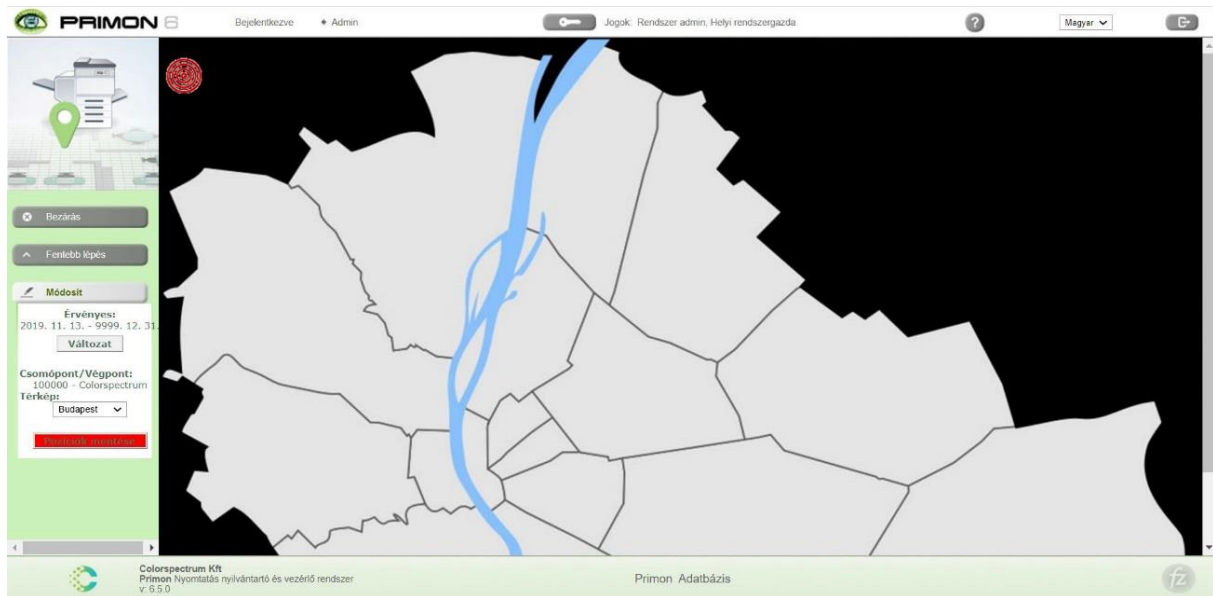 PRIMON 6
Bejelentkezve Admin
Jogok: Rendszer admin, Helyi rendszergazda
?
Magyar
Bezárás
Fentebb lépés
Módosít
Érvényes:
2019. 11. 13. - 9999. 12. 31.
Változat
Csomópont/Végpont:
100000 - Colorspectrum
Térkép:
Budapest
Pozíciók mentése
Colorspectrum Kft
Primon Nyomtatás nyilvántartó és vezérlő rendszer
v: 6.5.0
Primon Adatbázis
fz